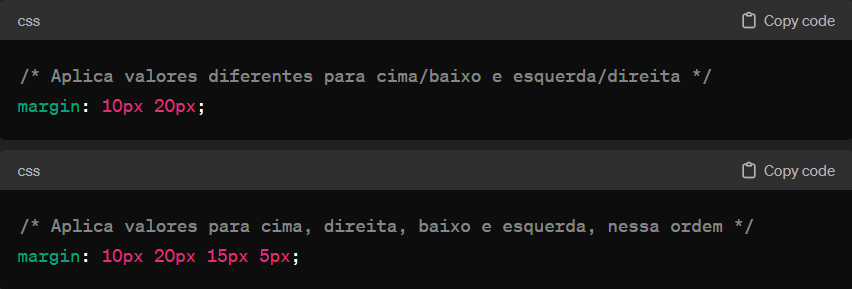 css Copy code
/* Aplica valores diferentes para cima/baixo e esquerda/direita */
margin: 10px 20px;
css Copy code
/* Aplica valores para cima, direita, baixo e esquerda, nessa ordem */
margin: 10px 20px 15px 5px;